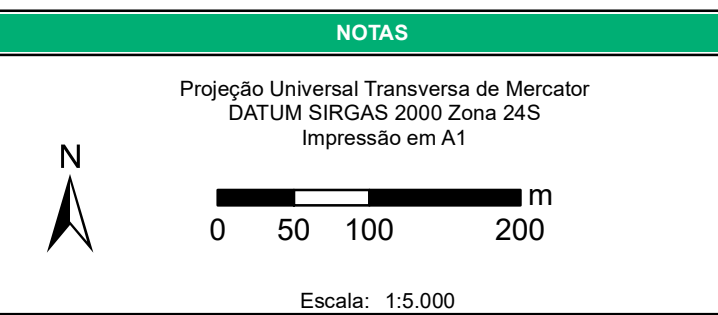 NOTAS
Projeção Universal Transversa de Mercator
DATUM SIRGAS 2000 Zona 24S
Impressão em A1
N
m
0 50 100 200
Escala: 1:5.000